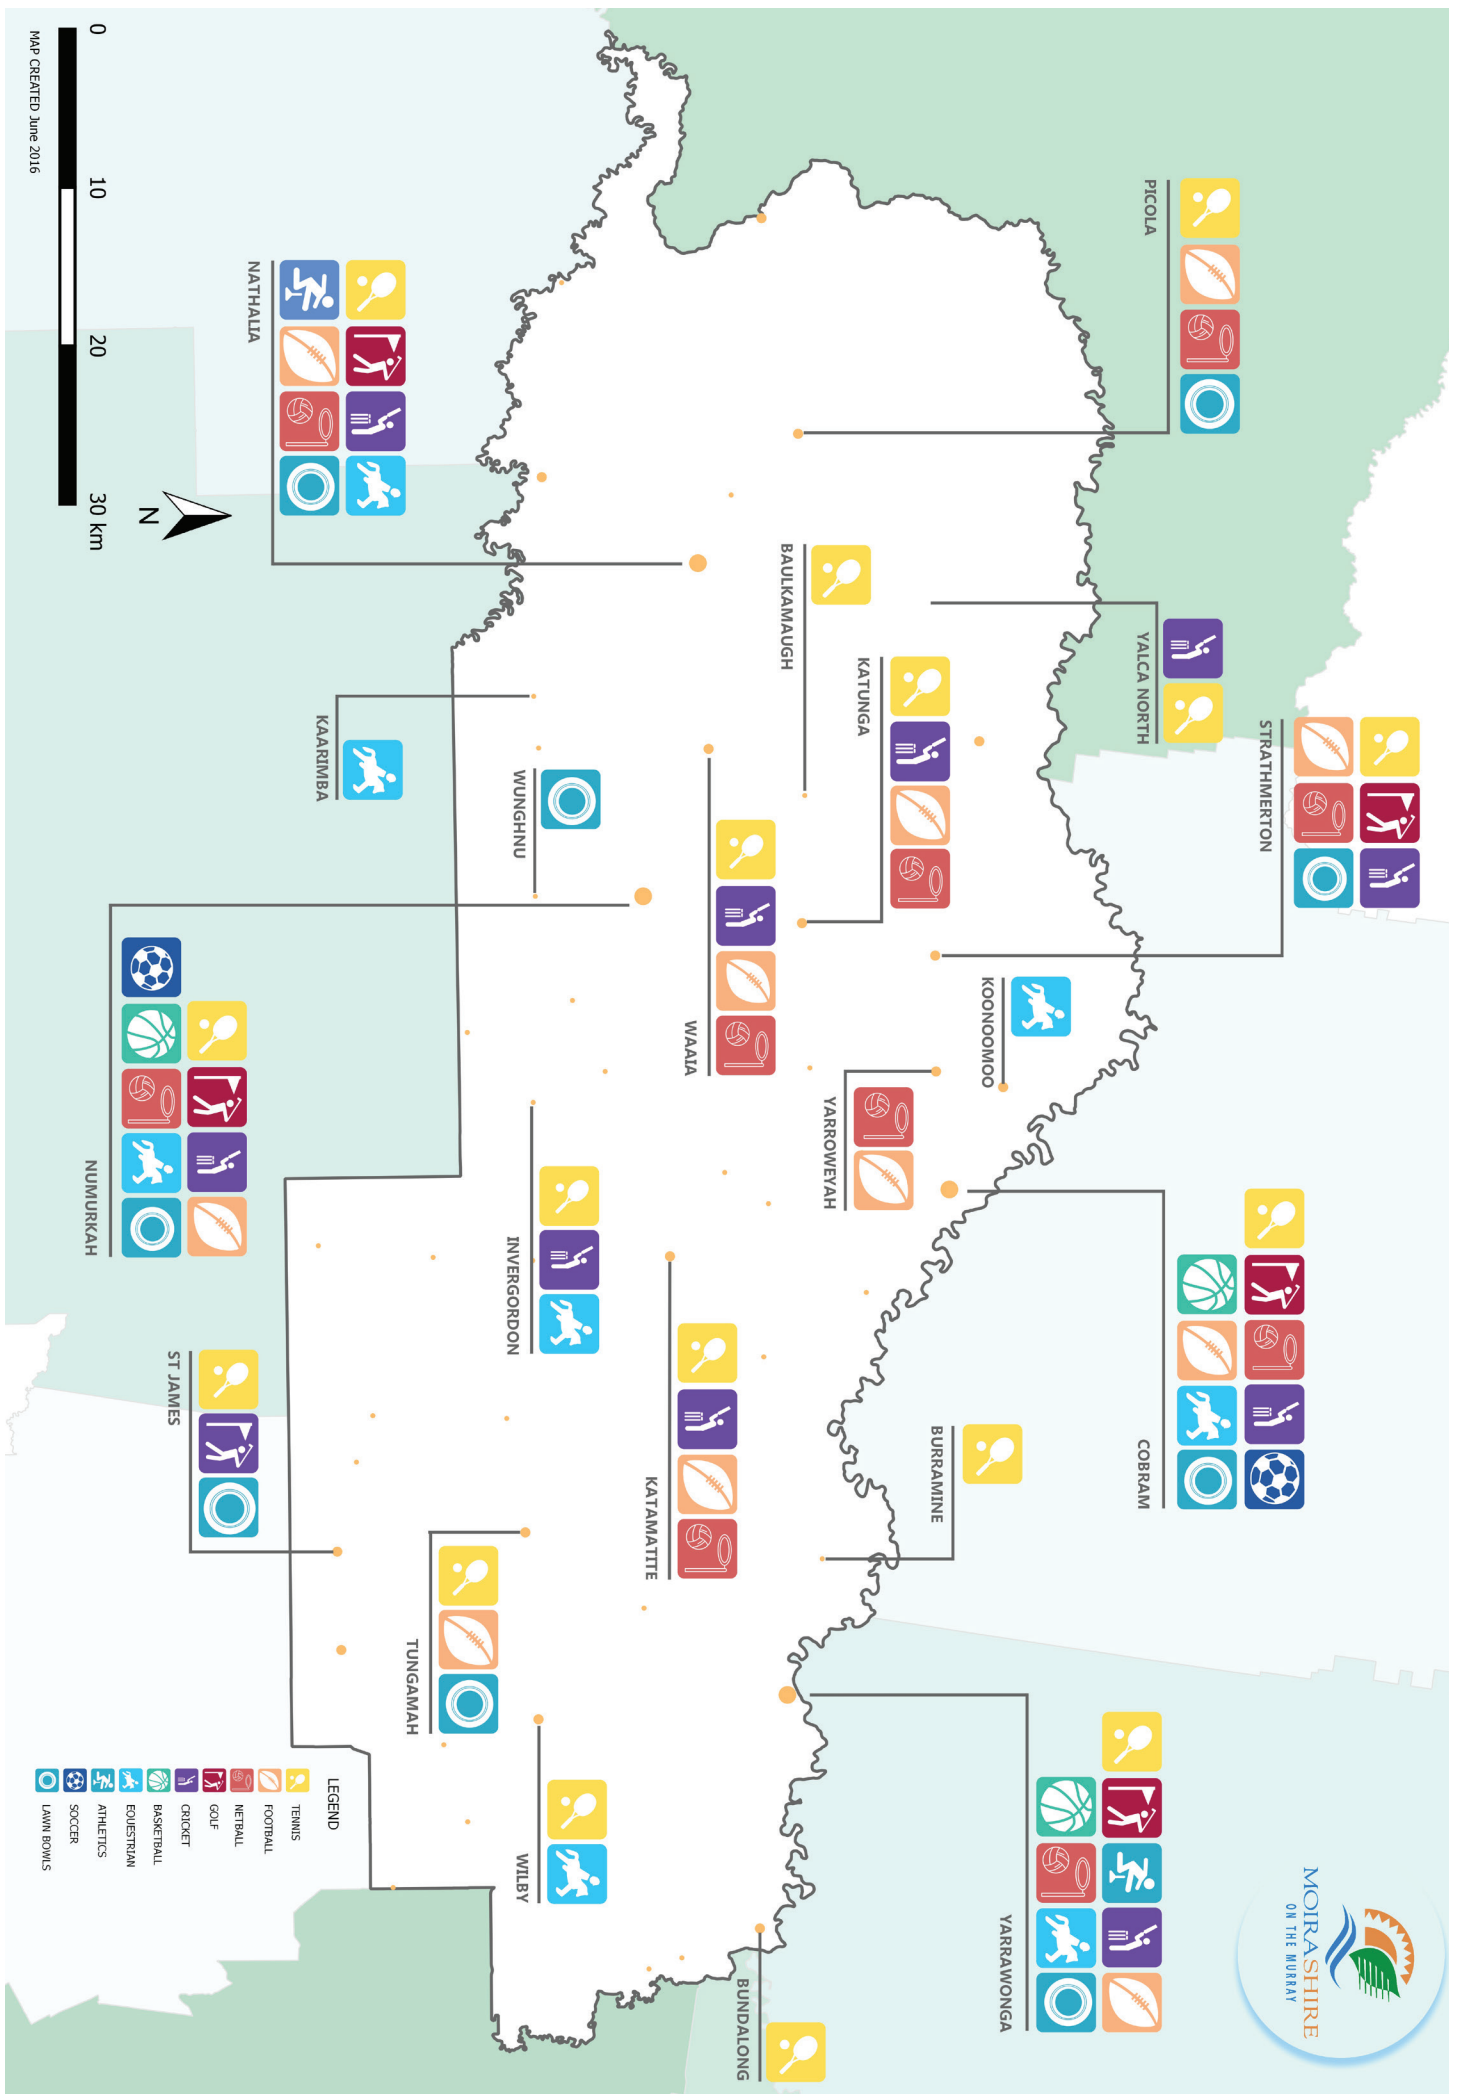 PICOLA
YALCA NORTH
STRATHMERTON
COBRAM
YARRAWONGA
MOIRA SHIRE
ON THE MURRAY
BAULKAMAUGH
KATUNGA
KOONOOMOO
YARROWEYAH
BURRAMINE
BUNDALONG
WAAIA
KATAMATITE
WUNGHNU
INVERGORDON
WILBY
TUNGAMAH
NATHALIA
KAARIMBA
NUMURKAH
ST JAMES
LEGEND
TENNIS
FOOTBALL
NETBALL
GOLF
CRICKET
BASKETBALL
EQUESTRIAN
ATHLETICS
SOCCER
LAWN BOWLS
N
0 10 20 30 km
MAP CREATED June 2016